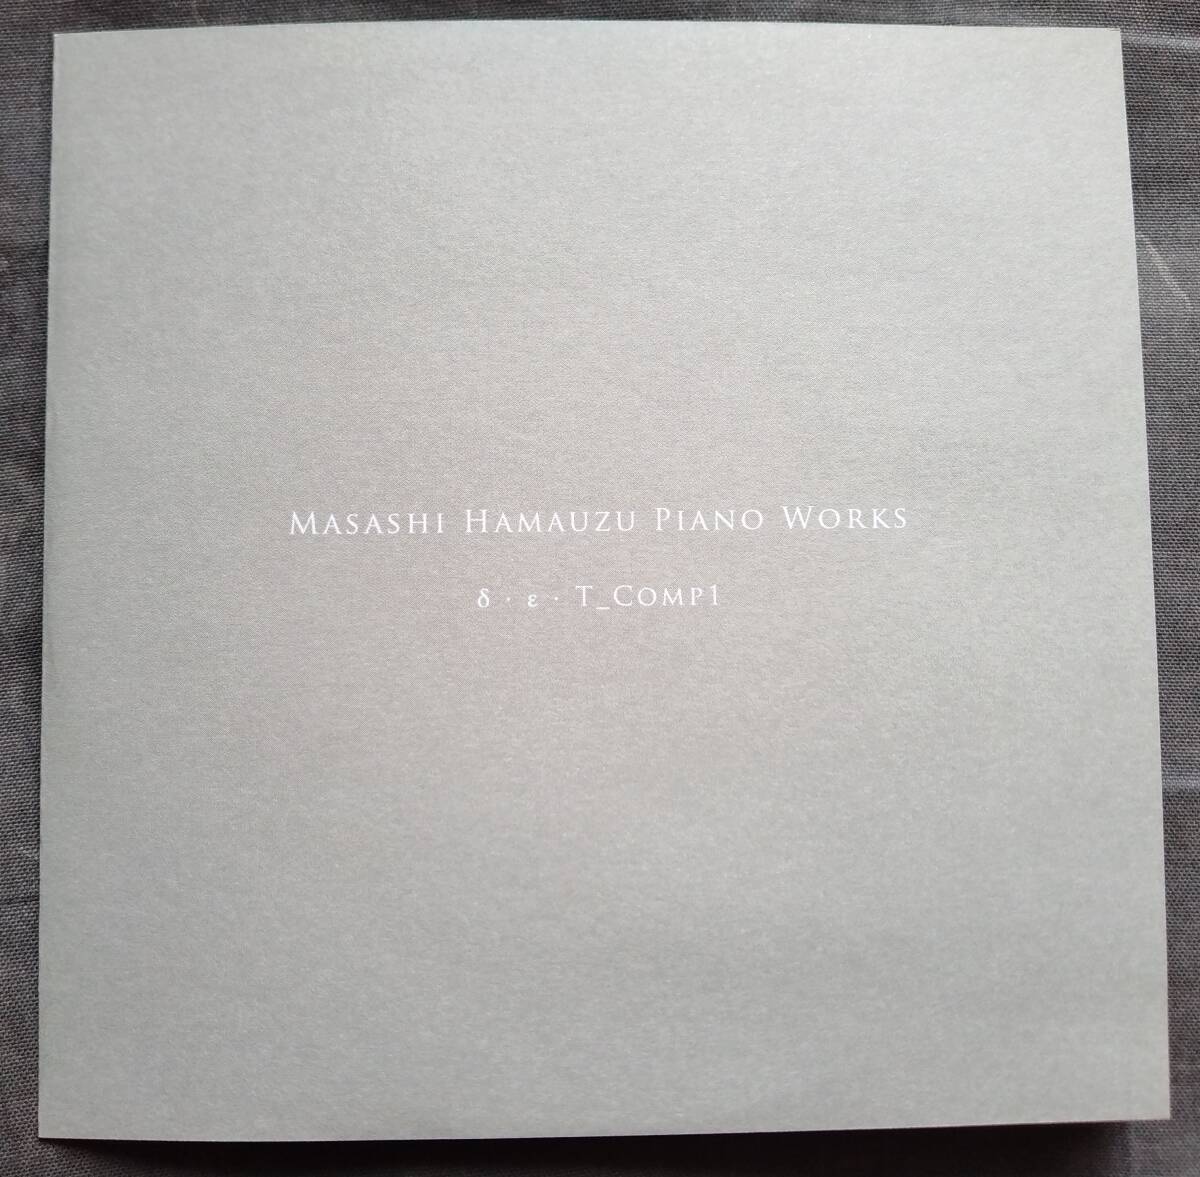 Masashi Hamauzu Piano Works
δ · ε · T_Comp1